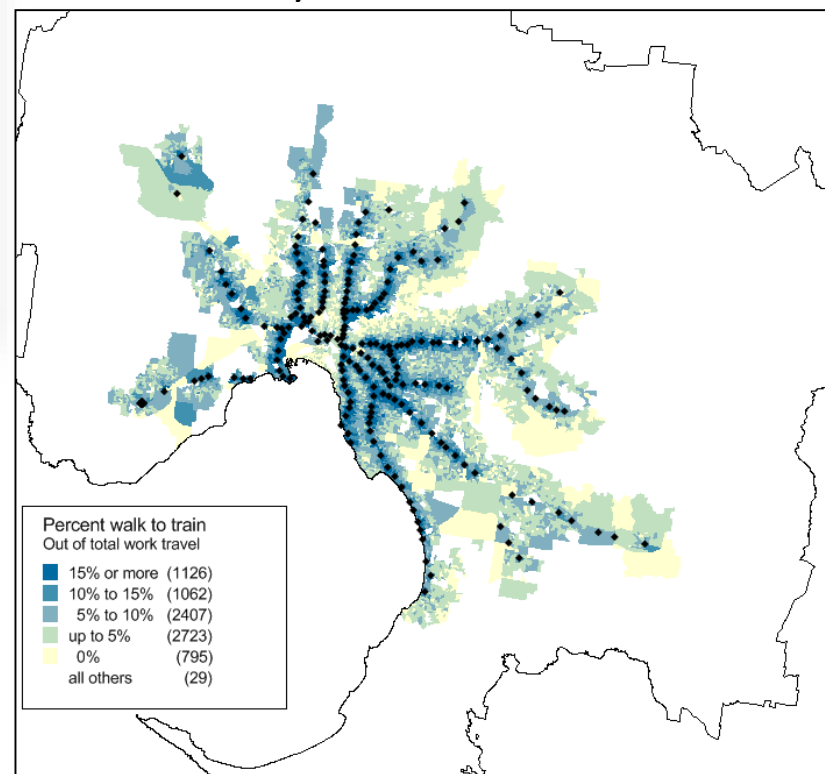 Percent walk to train
Out of total work travel
15% or more (1126)
10% to 15% (1062)
5% to 10% (2407)
up to 5% (2723)
0% (795)
all others (29)